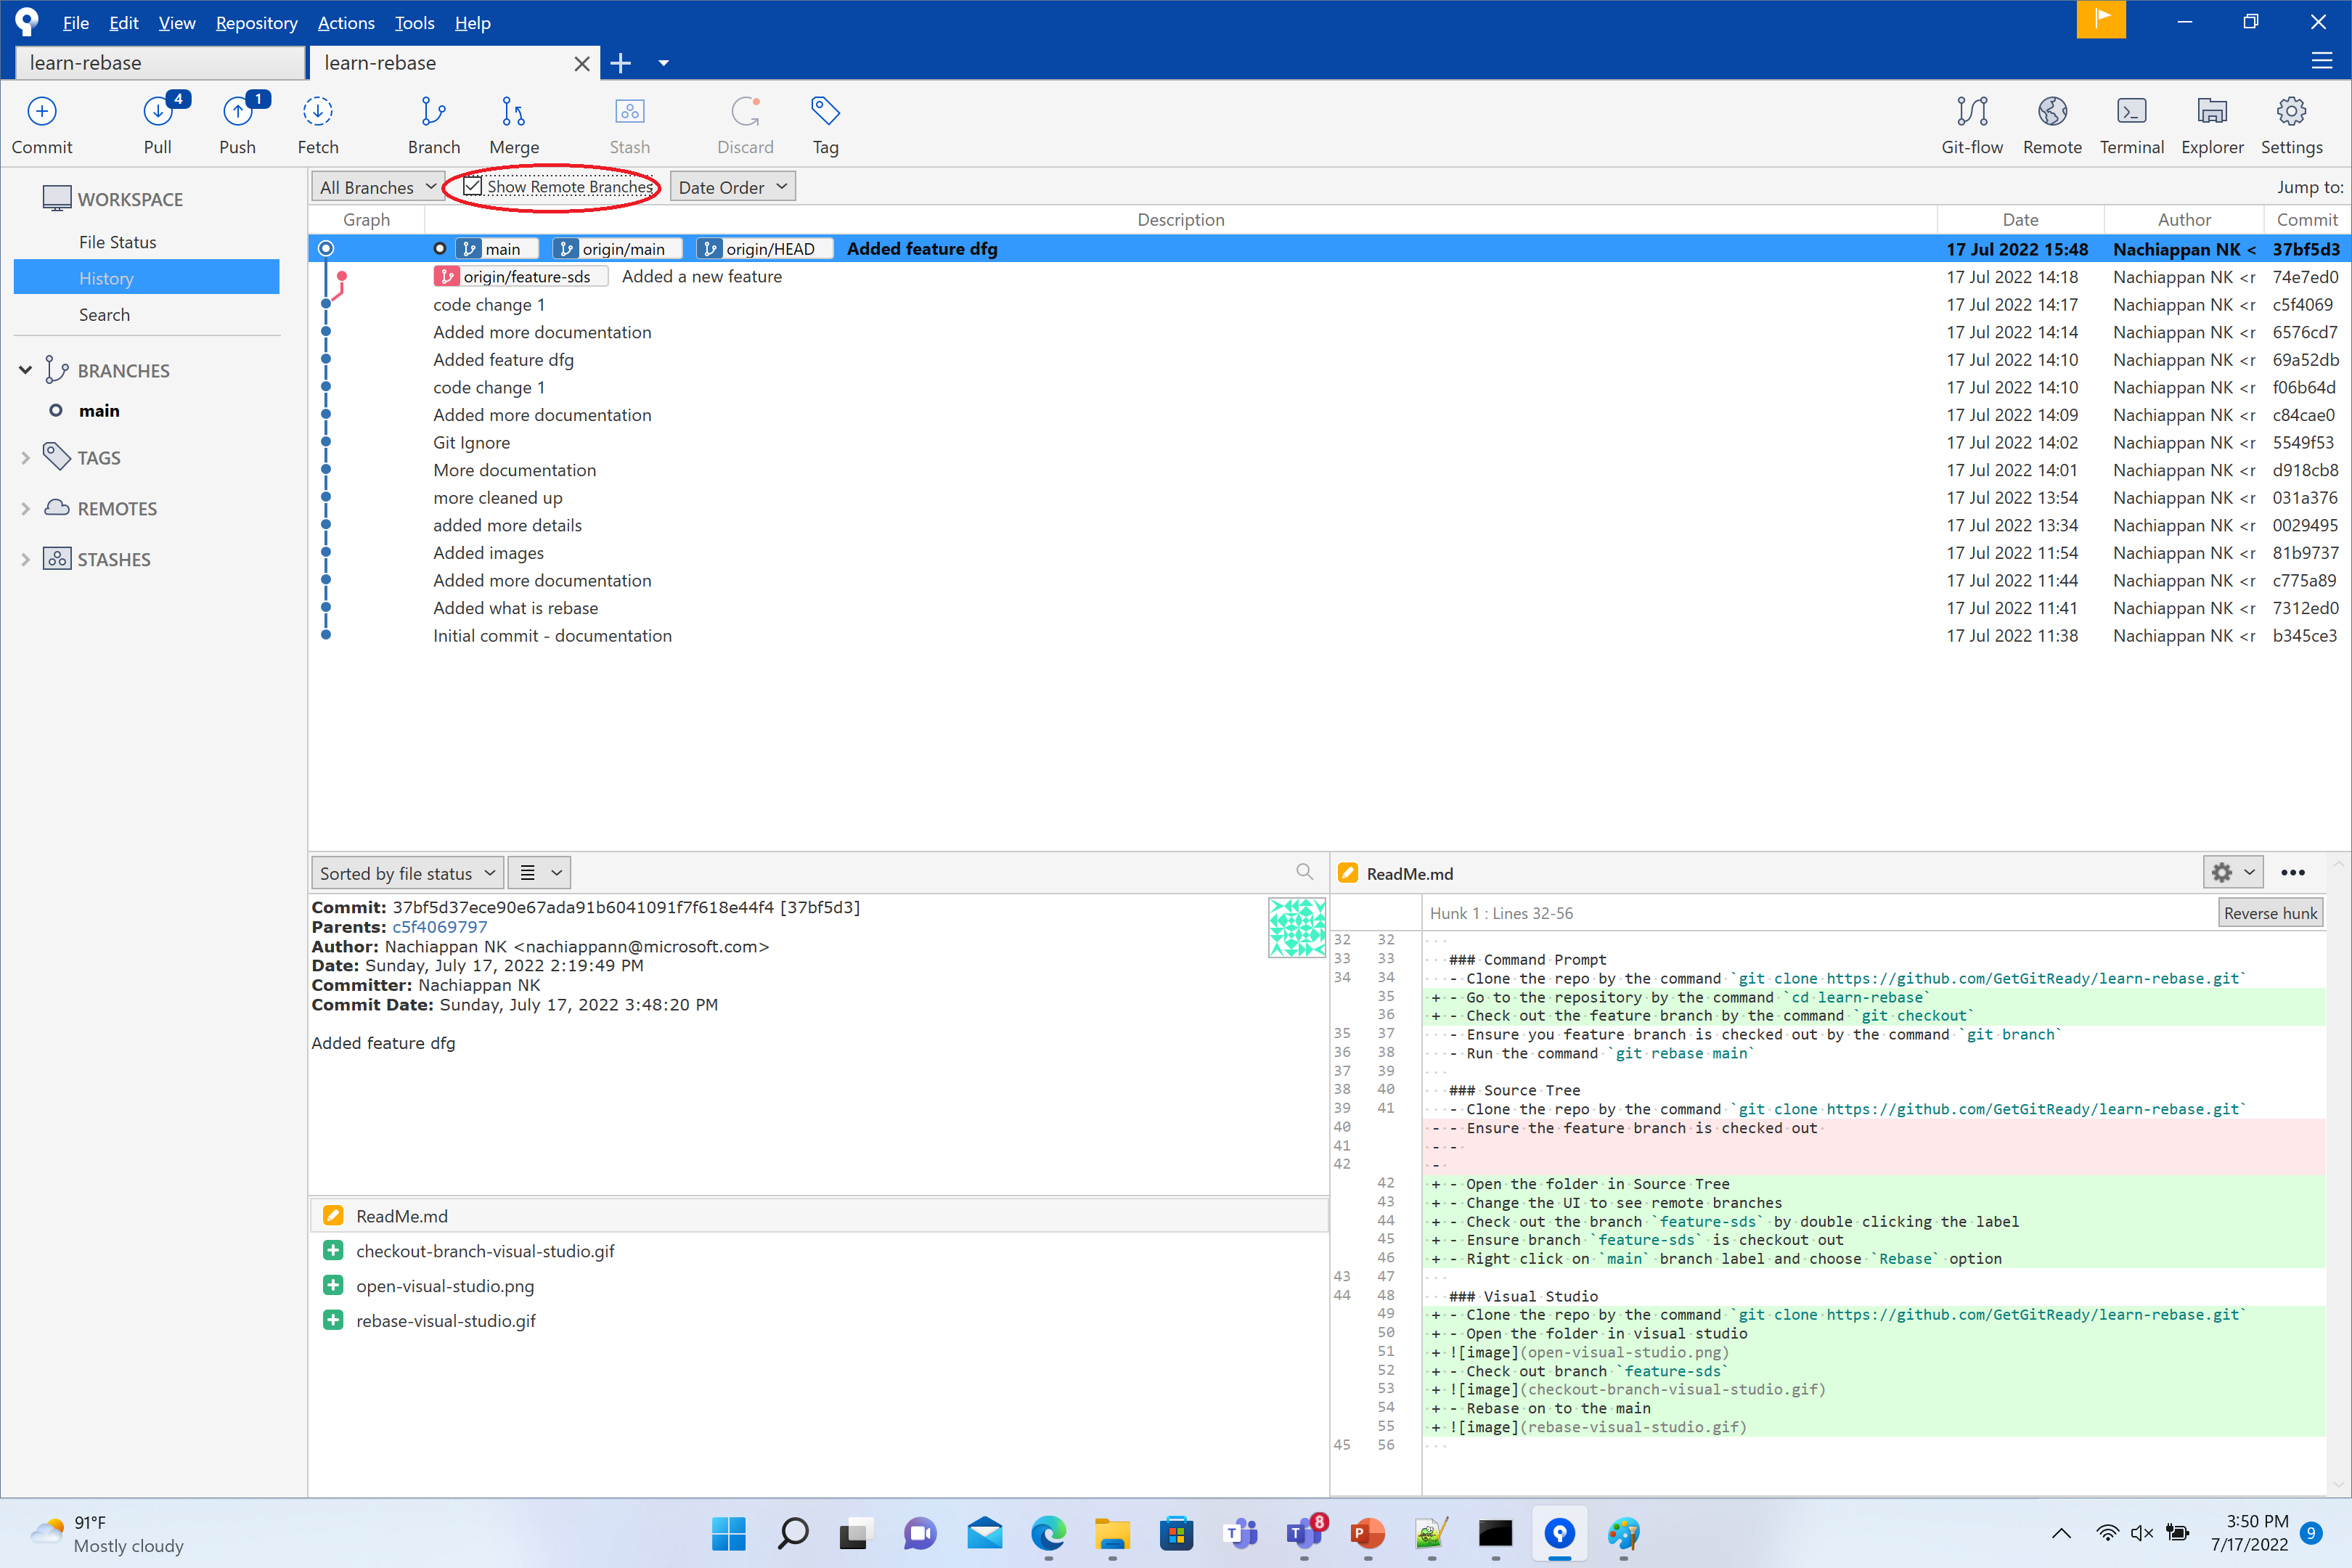 File Edit View Repository Actions Tools Help
learn-rebase learn-rebase
4 1
Commit Pull Push Fetch Branch Merge Stash Discard Tag Git-flow Remote Terminal Explorer Settings
All Branches Show Remote Branches Date Order Jump to:
WORKSPACE
File Status
History
Search
BRANCHES
main
TAGS
REMOTES
STASHES
Graph Description Date Author Commit
main origin/main origin/HEAD Added feature dfg 17 Jul 2022 15:48 Nachiappan NK < 37bf5d3
origin/feature-sds Added a new feature 17 Jul 2022 14:18 Nachiappan NK <r 74e7ed0
code change 1 17 Jul 2022 14:17 Nachiappan NK <r c5f4069
Added more documentation 17 Jul 2022 14:14 Nachiappan NK <r 6576cd7
Added feature dfg 17 Jul 2022 14:10 Nachiappan NK <r 69a52db
code change 1 17 Jul 2022 14:10 Nachiappan NK <r f06b64d
Added more documentation 17 Jul 2022 14:09 Nachiappan NK <r c84cae0
Git Ignore 17 Jul 2022 14:02 Nachiappan NK <r 5549f53
More documentation 17 Jul 2022 14:01 Nachiappan NK <r d918cb8
more cleaned up 17 Jul 2022 13:54 Nachiappan NK <r 031a376
added more details 17 Jul 2022 13:34 Nachiappan NK <r 0029495
Added images 17 Jul 2022 11:54 Nachiappan NK <r 81b9737
Added more documentation 17 Jul 2022 11:44 Nachiappan NK <r c775a89
Added what is rebase 17 Jul 2022 11:41 Nachiappan NK <r 7312ed0
Initial commit - documentation 17 Jul 2022 11:38 Nachiappan NK <r b345ce3
Sorted by file status
Commit: 37bf5d37ece90e67ada91b6041091f7f618e44f4 [37bf5d3]
Parents: c5f4069797
Author: Nachiappan NK <nachiappann@microsoft.com>
Date: Sunday, July 17, 2022 2:19:49 PM
Committer: Nachiappan NK
Commit Date: Sunday, July 17, 2022 3:48:20 PM
Added feature dfg
ReadMe.md
checkout-branch-visual-studio.gif
open-visual-studio.png
rebase-visual-studio.gif
ReadMe.md
Hunk 1 : Lines 32-56 Reverse hunk
32 32
33 33 ### Command Prompt
34 34 - Clone the repo by the command `git clone https://github.com/GetGitReady/learn-rebase.git`
35 + - Go to the repository by the command `cd learn-rebase`
36 + - Check out the feature branch by the command `git checkout`
35 37 - Ensure you feature branch is checked out by the command `git branch`
36 38 - Run the command `git rebase main`
37 39
38 40 ### Source Tree
39 41 - Clone the repo by the command `git clone https://github.com/GetGitReady/learn-rebase.git`
40 - - Ensure the feature branch is checked out
41 - -
42 -
42 + - Open the folder in Source Tree
43 + - Change the UI to see remote branches
44 + - Check out the branch `feature-sds` by double clicking the label
45 + - Ensure branch `feature-sds` is checkout out
46 + - Right click on `main` branch label and choose `Rebase` option
43 47
44 48 ### Visual Studio
49 + - Clone the repo by the command `git clone https://github.com/GetGitReady/learn-rebase.git`
50 + - Open the folder in visual studio
51 + ![image](open-visual-studio.png)
52 + - Check out branch `feature-sds`
53 + ![image](checkout-branch-visual-studio.gif)
54 + - Rebase on to the main
55 + ![image](rebase-visual-studio.gif)
45 56
91°F
Mostly cloudy
8
3:50 PM
7/17/2022
9